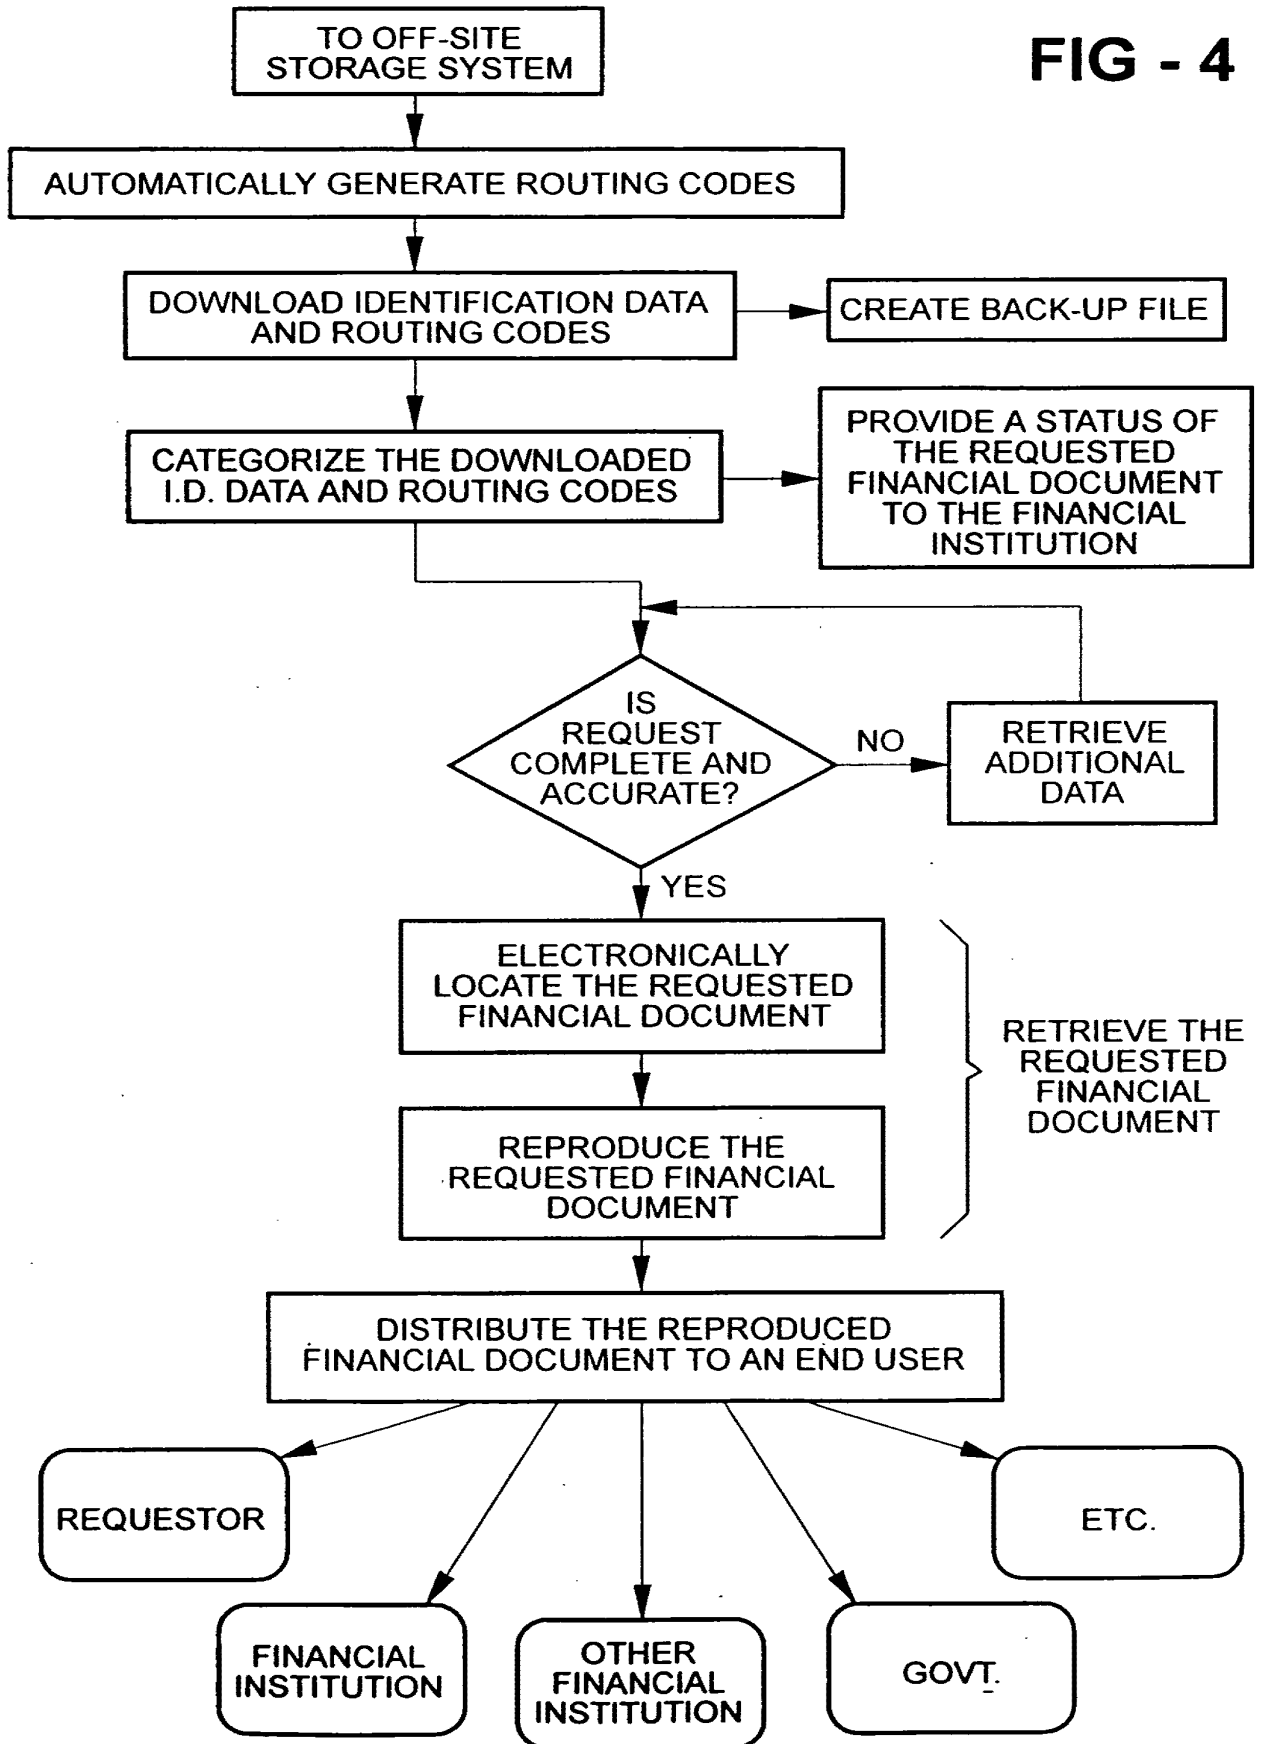 TO OFF-SITE
STORAGE SYSTEM
FIG - 4
AUTOMATICALLY GENERATE ROUTING CODES
DOWNLOAD IDENTIFICATION DATA
AND ROUTING CODES
CREATE BACK-UP FILE
CATEGORIZE THE DOWNLOADED
I.D. DATA AND ROUTING CODES
PROVIDE A STATUS OF
THE REQUESTED
FINANCIAL DOCUMENT
TO THE FINANCIAL
INSTITUTION
IS
REQUEST
COMPLETE AND
ACCURATE?
NO
RETRIEVE
ADDITIONAL
DATA
YES
ELECTRONICALLY
LOCATE THE REQUESTED
FINANCIAL DOCUMENT
REPRODUCE THE
REQUESTED FINANCIAL
DOCUMENT
RETRIEVE THE
REQUESTED
FINANCIAL
DOCUMENT
DISTRIBUTE THE REPRODUCED
FINANCIAL DOCUMENT TO AN END USER
REQUESTOR
FINANCIAL
INSTITUTION
OTHER
FINANCIAL
INSTITUTION
GOVT.
ETC.